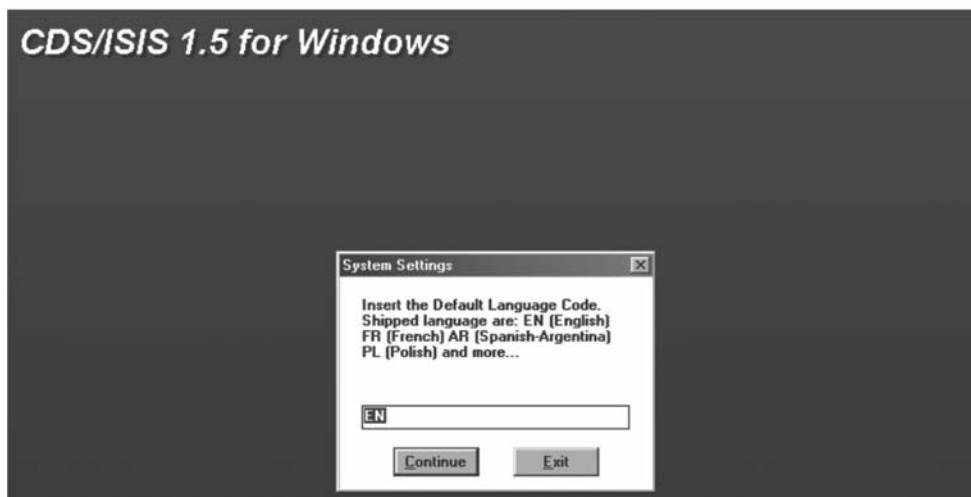 CDS/ISIS 1.5 for Windows
System Settings
Insert the Default Language Code.
Shipped language are: EN (English)
FR (French) AR (Spanish-Argentina)
PL (Polish) and more...
EN
Continue
Exit